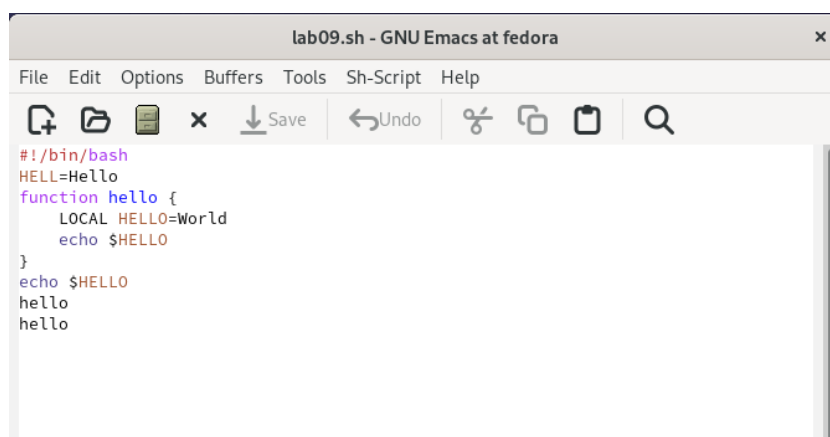 lab09.sh - GNU Emacs at fedora
File Edit Options Buffers Tools Sh-Script Help
Save Undo
#!/bin/bash
HELL=Hello
function hello {
    LOCAL HELLO=World
    echo $HELLO
}
echo $HELLO
hello
hello